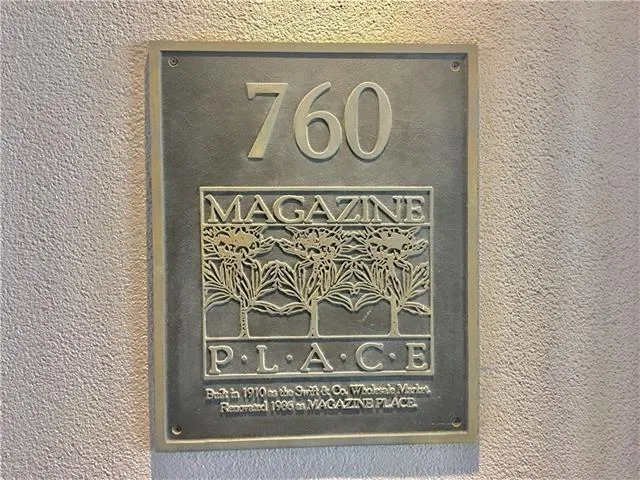 760
MAGAZINE
P·L·A·C·E
Built in 1910 as the Swift & Co. Wholesale Market.
Renovated 1986 as MAGAZINE PLACE.